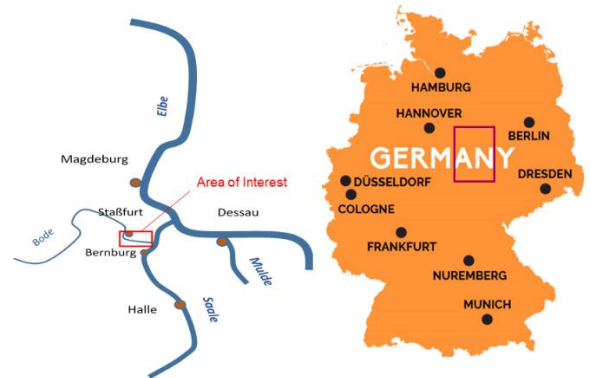 Elbe
Magdeburg
Area of Interest
Staßfurt
Dessau
Bode
Bernburg
Mulde
Halle
Saale
HAMBURG
HANNOVER
BERLIN
GERMANY
DÜSSELDORF
DRESDEN
COLOGNE
FRANKFURT
NUREMBERG
MUNICH